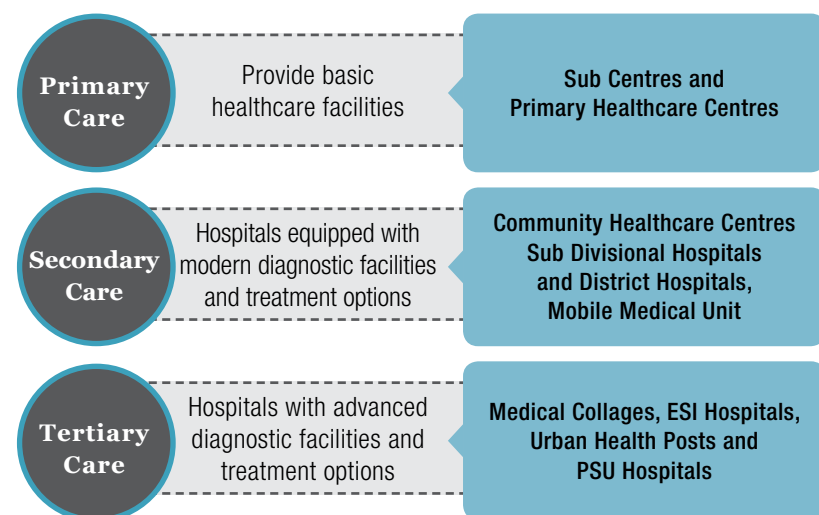 Primary
Care
Provide basic
healthcare facilities
Sub Centres and
Primary Healthcare Centres
Secondary
Care
Hospitals equipped with
modern diagnostic facilities
and treatment options
Community Healthcare Centres
Sub Divisional Hospitals
and District Hospitals,
Mobile Medical Unit
Tertiary
Care
Hospitals with advanced
diagnostic facilities and
treatment options
Medical Collages, ESI Hospitals,
Urban Health Posts and
PSU Hospitals